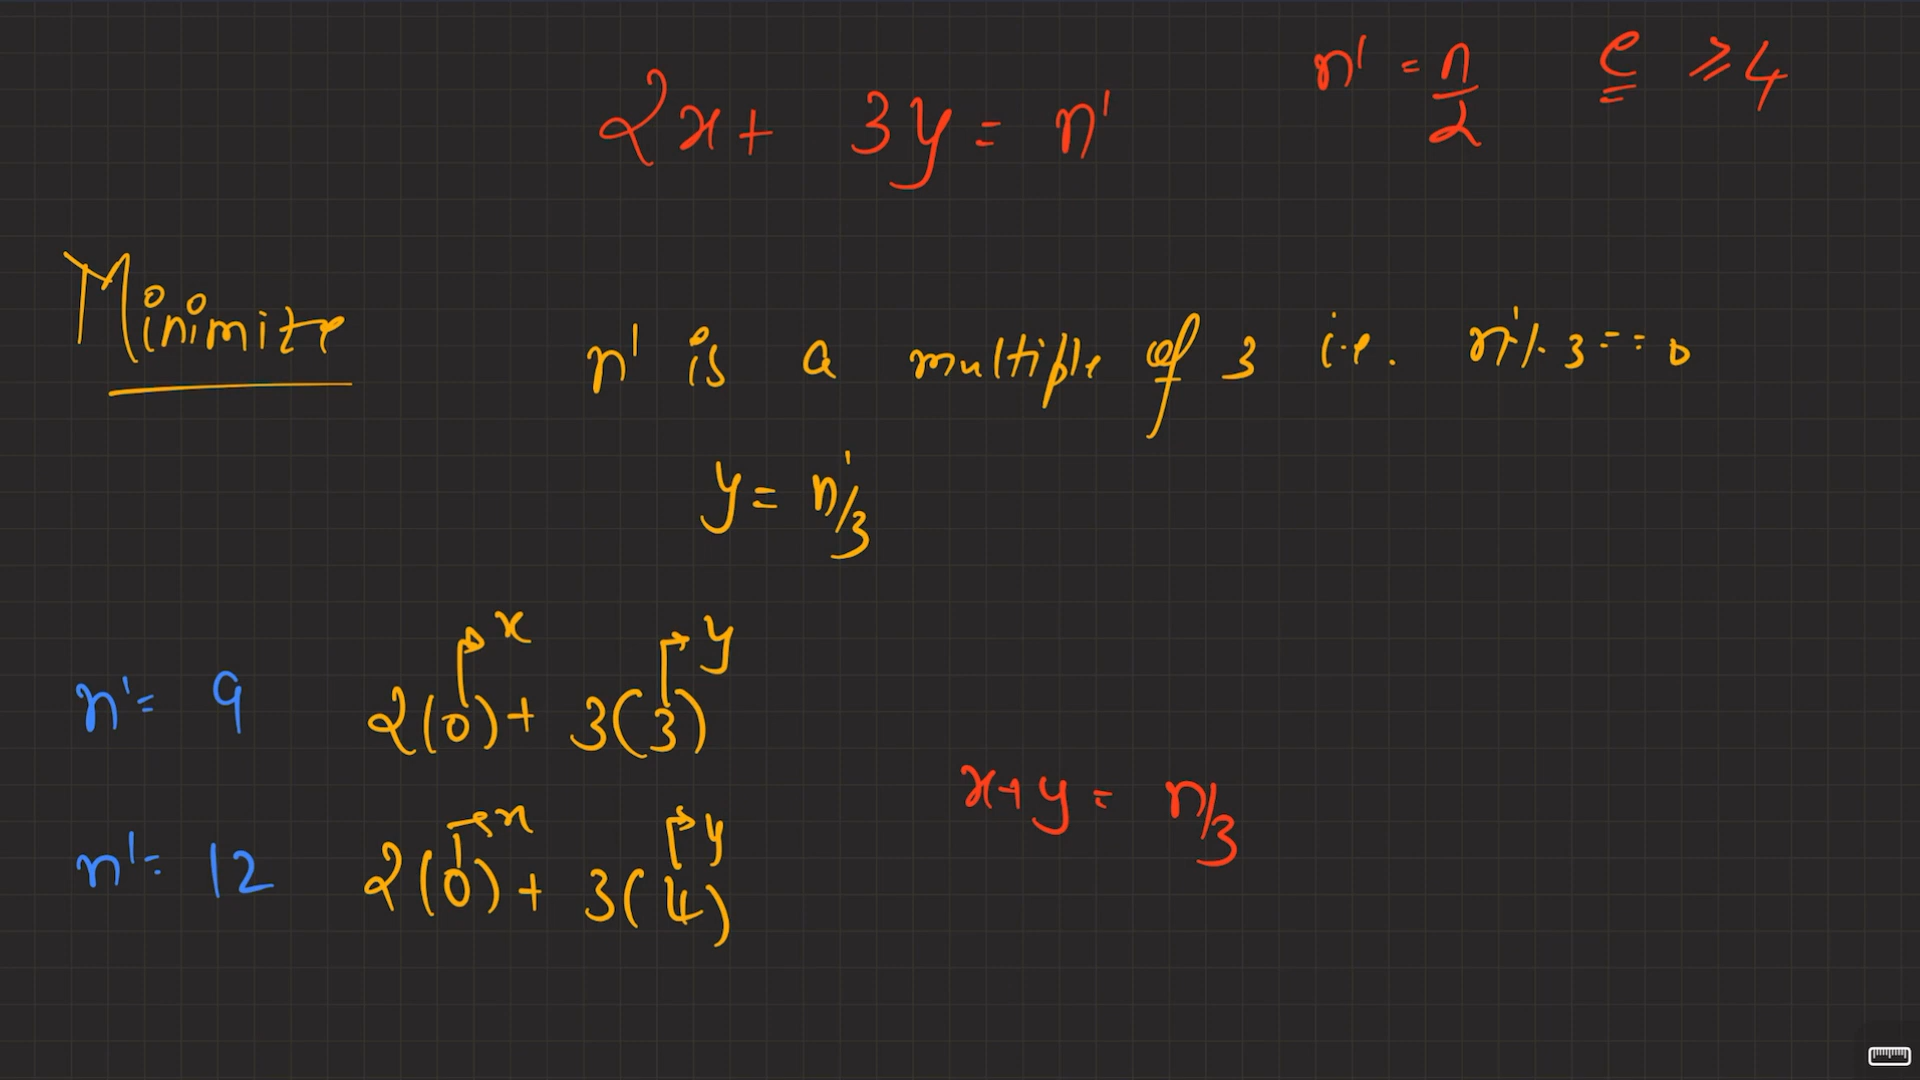 n' = n/2 e ≥ 4
2x + 3y = n'
Minimize
n' is a multiple of 3 i.e. n' % 3 == 0
y = n'/3
x y
n' = 9 2(0) + 3(3)
x + y = n/3
x y
n' = 12 2(0) + 3(4)